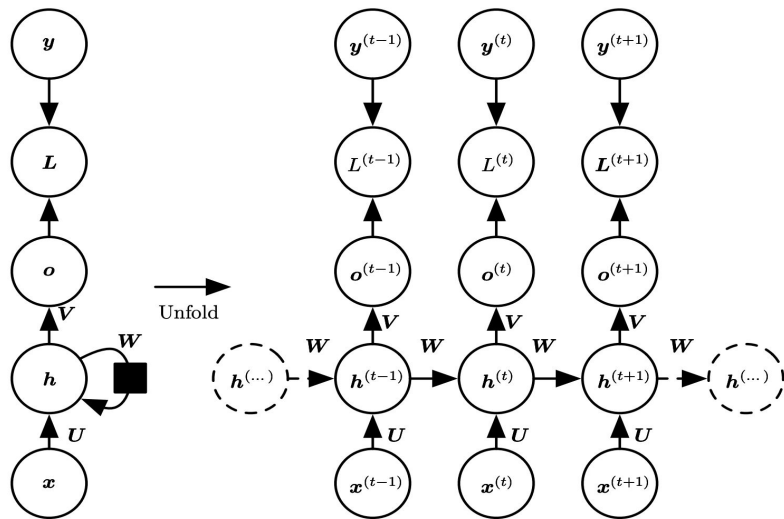 y y^(t−1) y^(t) y^(t+1)
L L^(t−1) L^(t) L^(t+1)
o o^(t−1) o^(t) o^(t+1)
Unfold
V V V V
W W W W W
h h^(...) h^(t−1) h^(t) h^(t+1) h^(...)
U U U U
x x^(t−1) x^(t) x^(t+1)